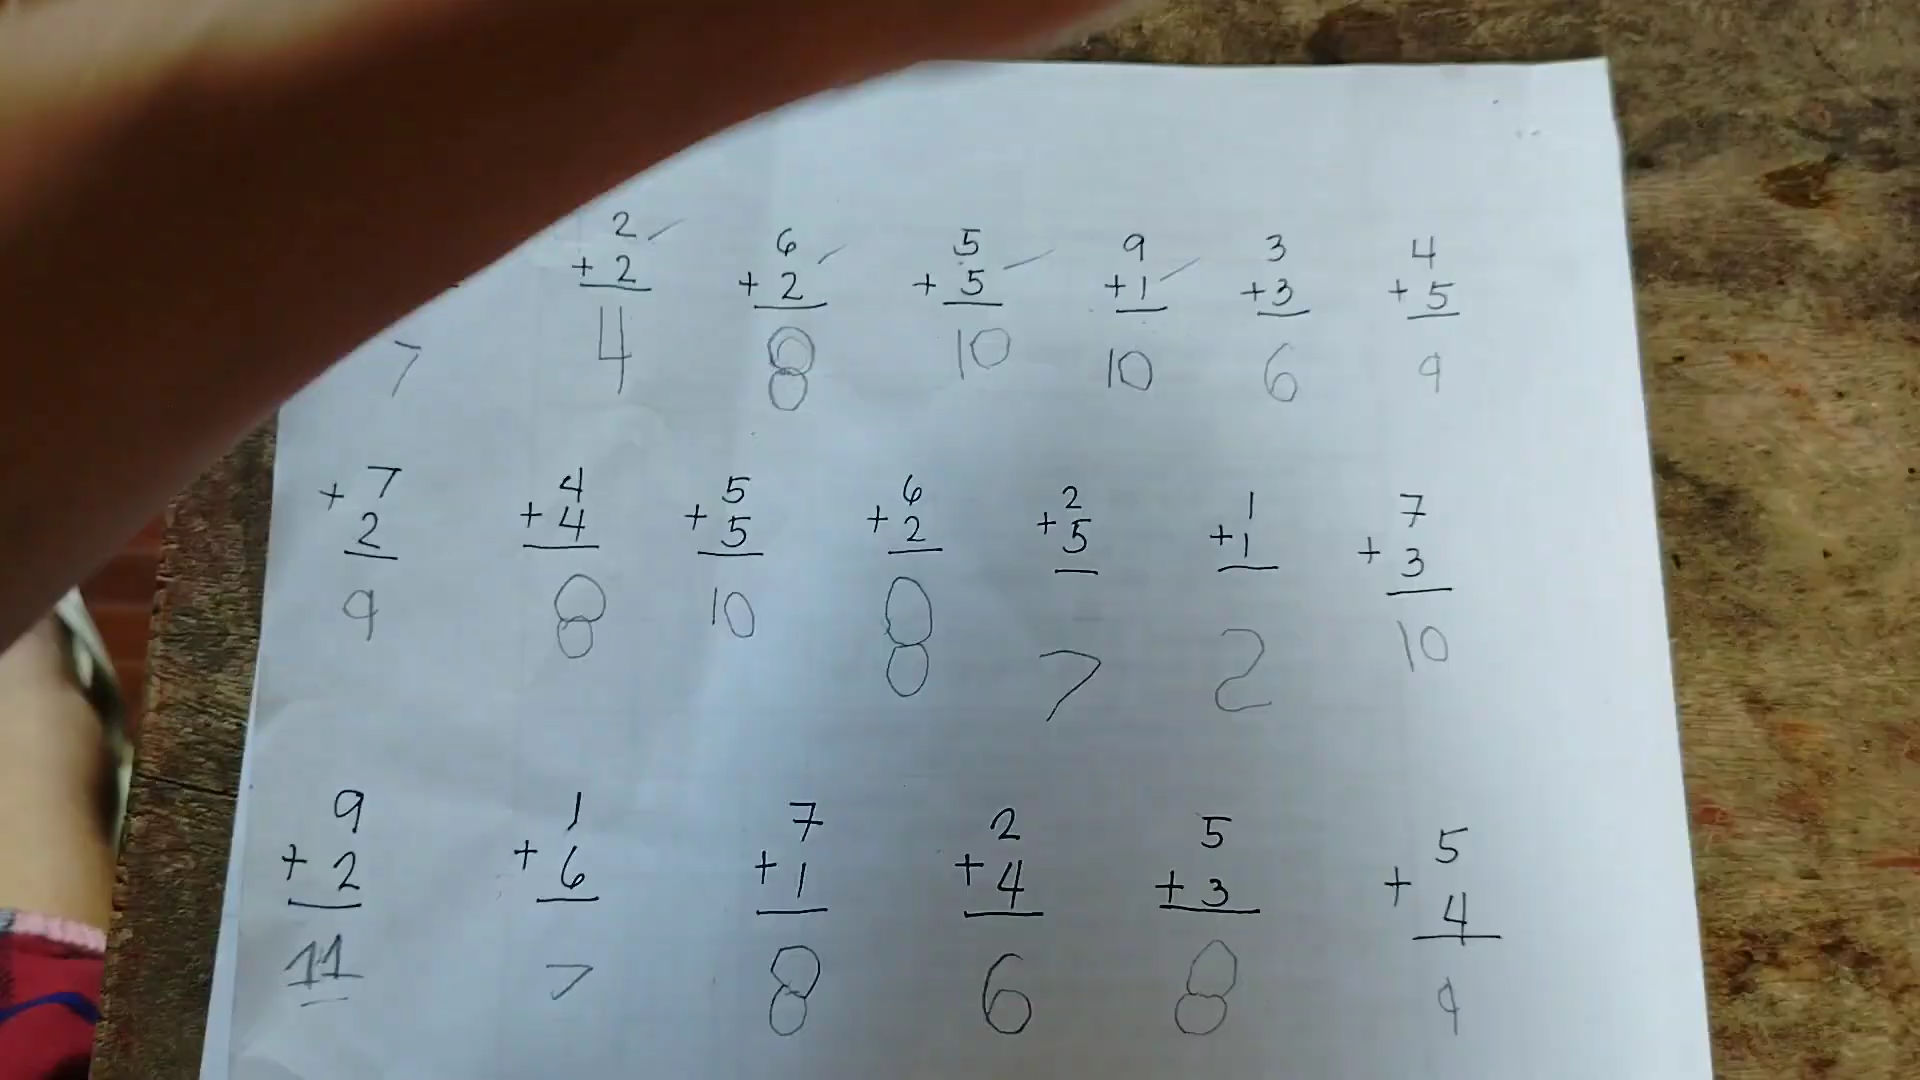 2 6 5 9 3 4
+ 2 + 2 + 5 + 1 + 3 + 5
7 4 8 10 10 6 9
7 4 5 6 2 1 7
+ 2 + 4 + 5 + 2 + 5 + 1 + 3
9 8 10 8 7 2 10
9 1 7 2 5 5
+ 2 + 6 + 1 + 4 + 3 + 4
11 7 8 6 8 9